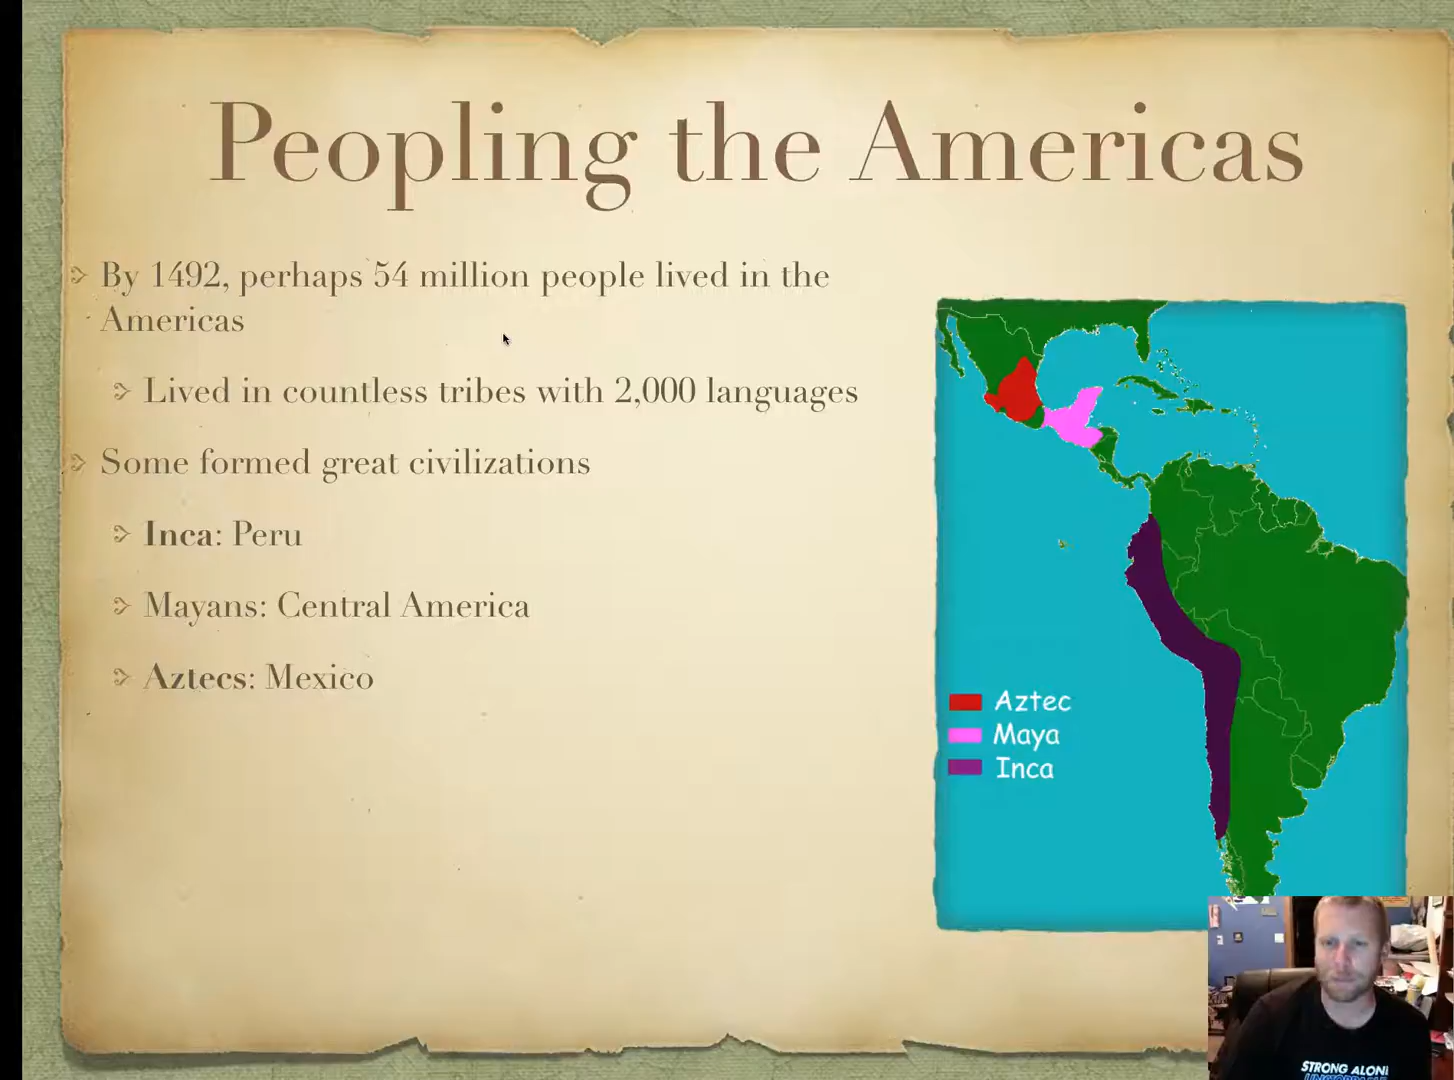 Peopling the Americas
By 1492, perhaps 54 million people lived in the
Americas
Lived in countless tribes with 2,000 languages
Some formed great civilizations
Inca: Peru
Mayans: Central America
Aztecs: Mexico
Aztec
Maya
Inca
STRONG ALONE